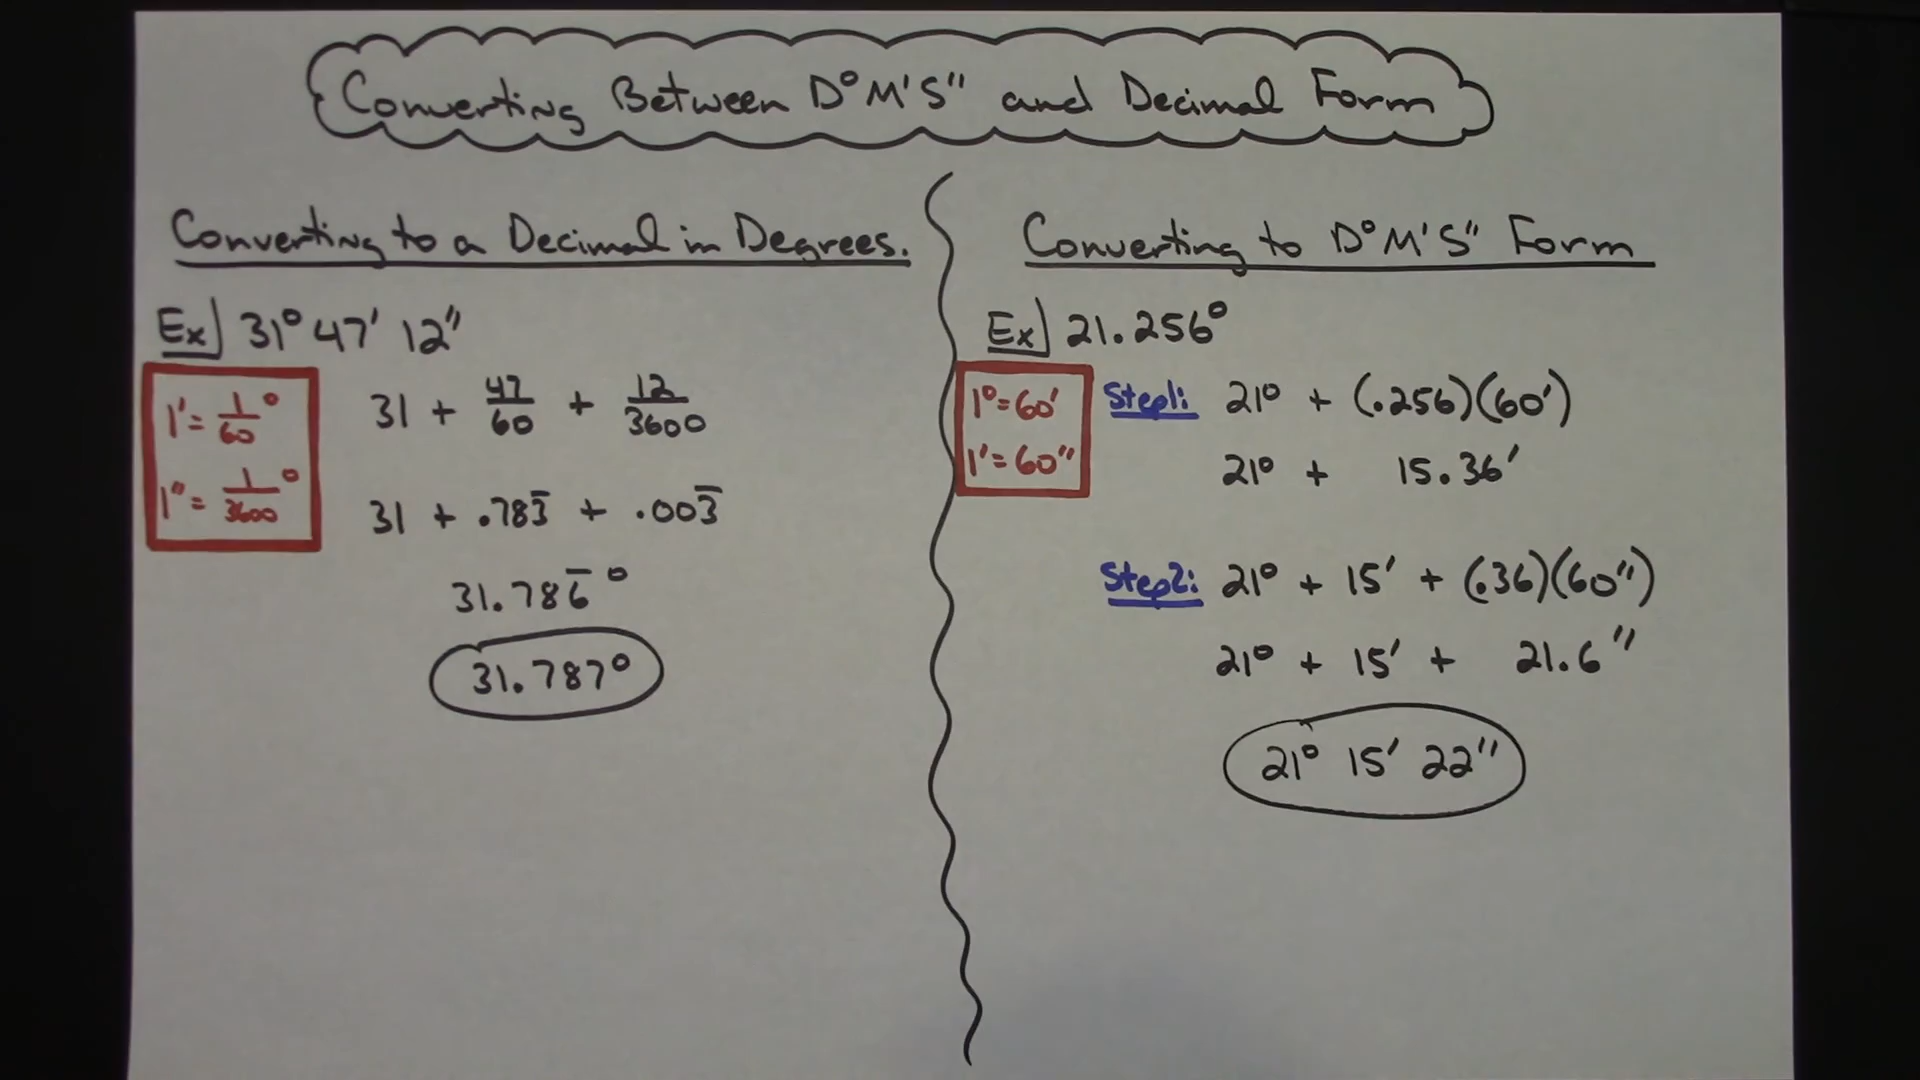 Converting Between D°M'S" and Decimal Form
Converting to a Decimal in Degrees.
Ex] 31° 47' 12"
1' = 1/60°
1" = 1/3600°
31 + 47/60 + 12/3600
31 + .783̅ + .003̅
31.786̅°
31.787°
Converting to D°M'S" Form
Ex] 21.256°
1° = 60'
1' = 60"
Step1: 21° + (.256)(60')
21° + 15.36'
Step2: 21° + 15' + (.36)(60")
21° + 15' + 21.6"
21° 15' 22"